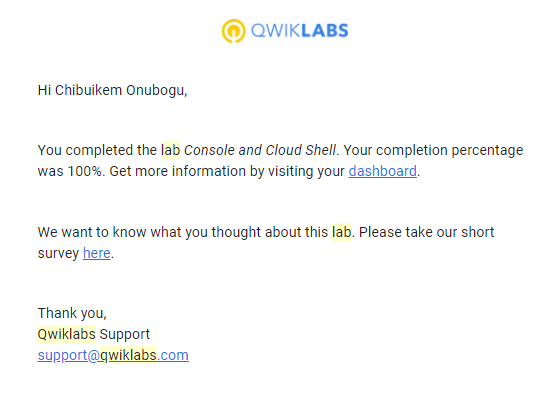 QWIKLABS
Hi Chibuikem Onubogu,
You completed the lab Console and Cloud Shell. Your completion percentage
was 100%. Get more information by visiting your dashboard.
We want to know what you thought about this lab. Please take our short
survey here.
Thank you,
Qwiklabs Support
support@qwiklabs.com